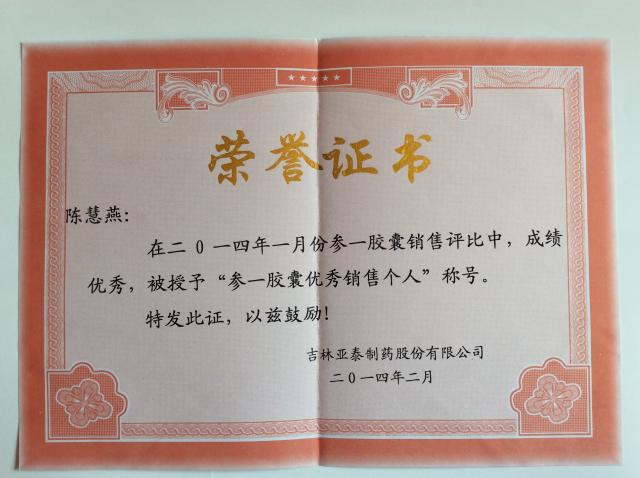 荣誉证书
陈慧燕：
在二０一四年一月份参一胶囊销售评比中，成绩
优秀，被授予“参一胶囊优秀销售个人”称号。
特发此证，以兹鼓励！
吉林亚泰制药股份有限公司
二０一四年二月